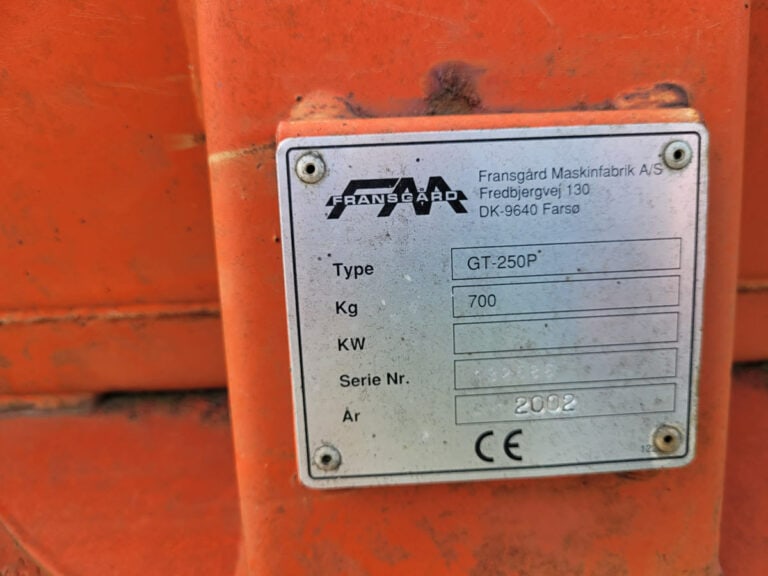 FRANSGÅRD
Fransgård Maskinfabrik A/S
Fredbjergvej 130
DK-9640 Farsø
Type GT-250P
Kg 700
KW
Serie Nr.
År 2002
CE